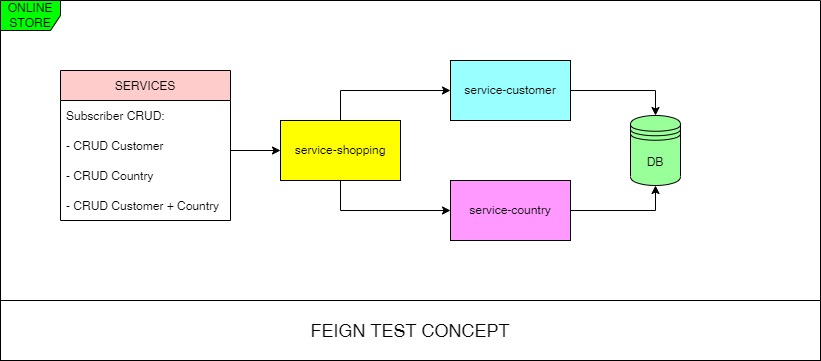 ONLINE
STORE
SERVICES
Subscriber CRUD:
- CRUD Customer
- CRUD Country
- CRUD Customer + Country
service-shopping
service-customer
service-country
DB
FEIGN TEST CONCEPT